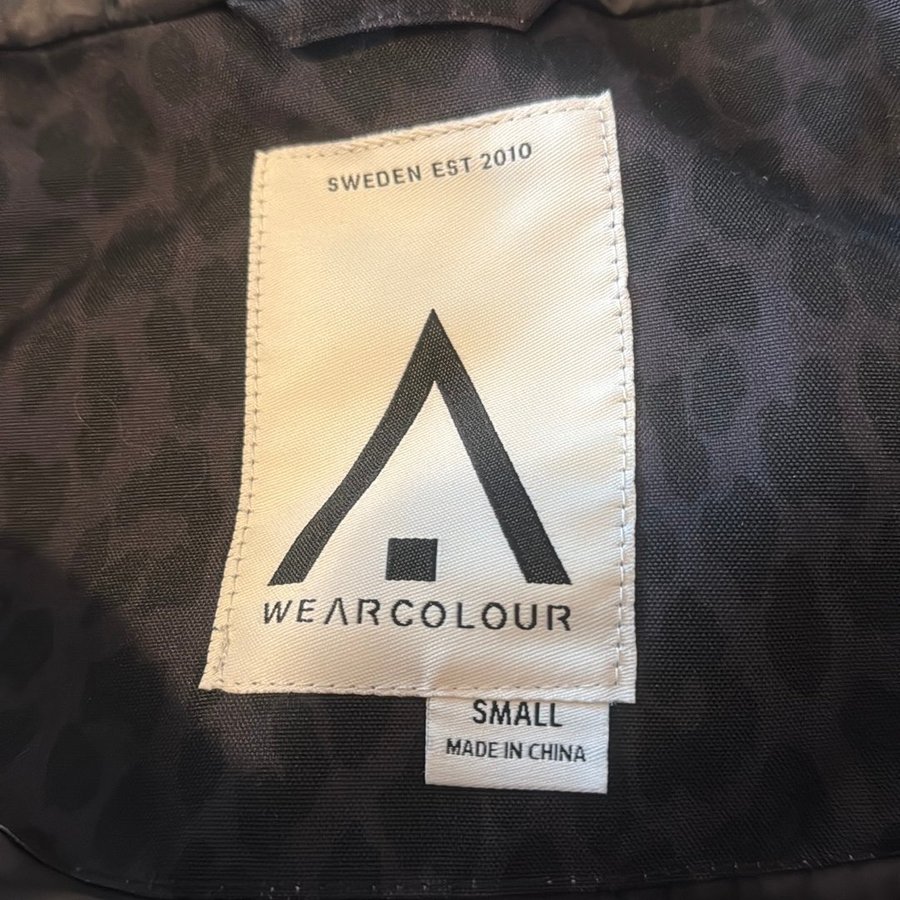 SWEDEN EST 2010
WEARCOLOUR
SMALL
MADE IN CHINA